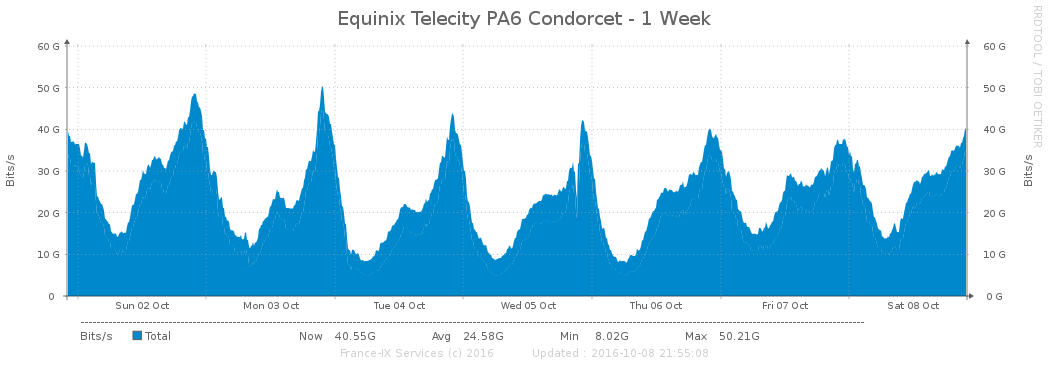 Equinix Telecity PA6 Condorcet - 1 Week
RRDTOOL / TOBI OETIKER
Bits/s
60 G
50 G
40 G
30 G
20 G
10 G
0
60 G
50 G
40 G
30 G
20 G
10 G
0 G
Bits/s
Sun 02 Oct Mon 03 Oct Tue 04 Oct Wed 05 Oct Thu 06 Oct Fri 07 Oct Sat 08 Oct
Bits/s Total Now 40.55G Avg 24.58G Min 8.02G Max 50.21G
France-IX Services (c) 2016 Updated : 2016-10-08 21:55:08